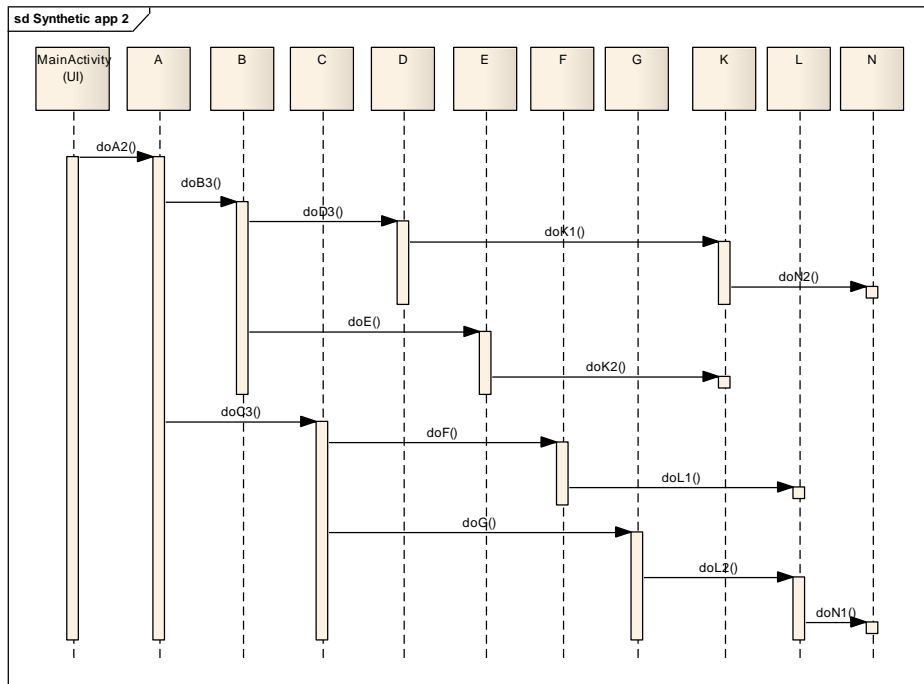 sd Synthetic app 2
MainActivity
(UI)
A
B
C
D
E
F
G
K
L
N
doA2()
doB3()
doD3()
doK1()
doN2()
doE()
doK2()
doC3()
doF()
doL1()
doG()
doL2()
doN1()